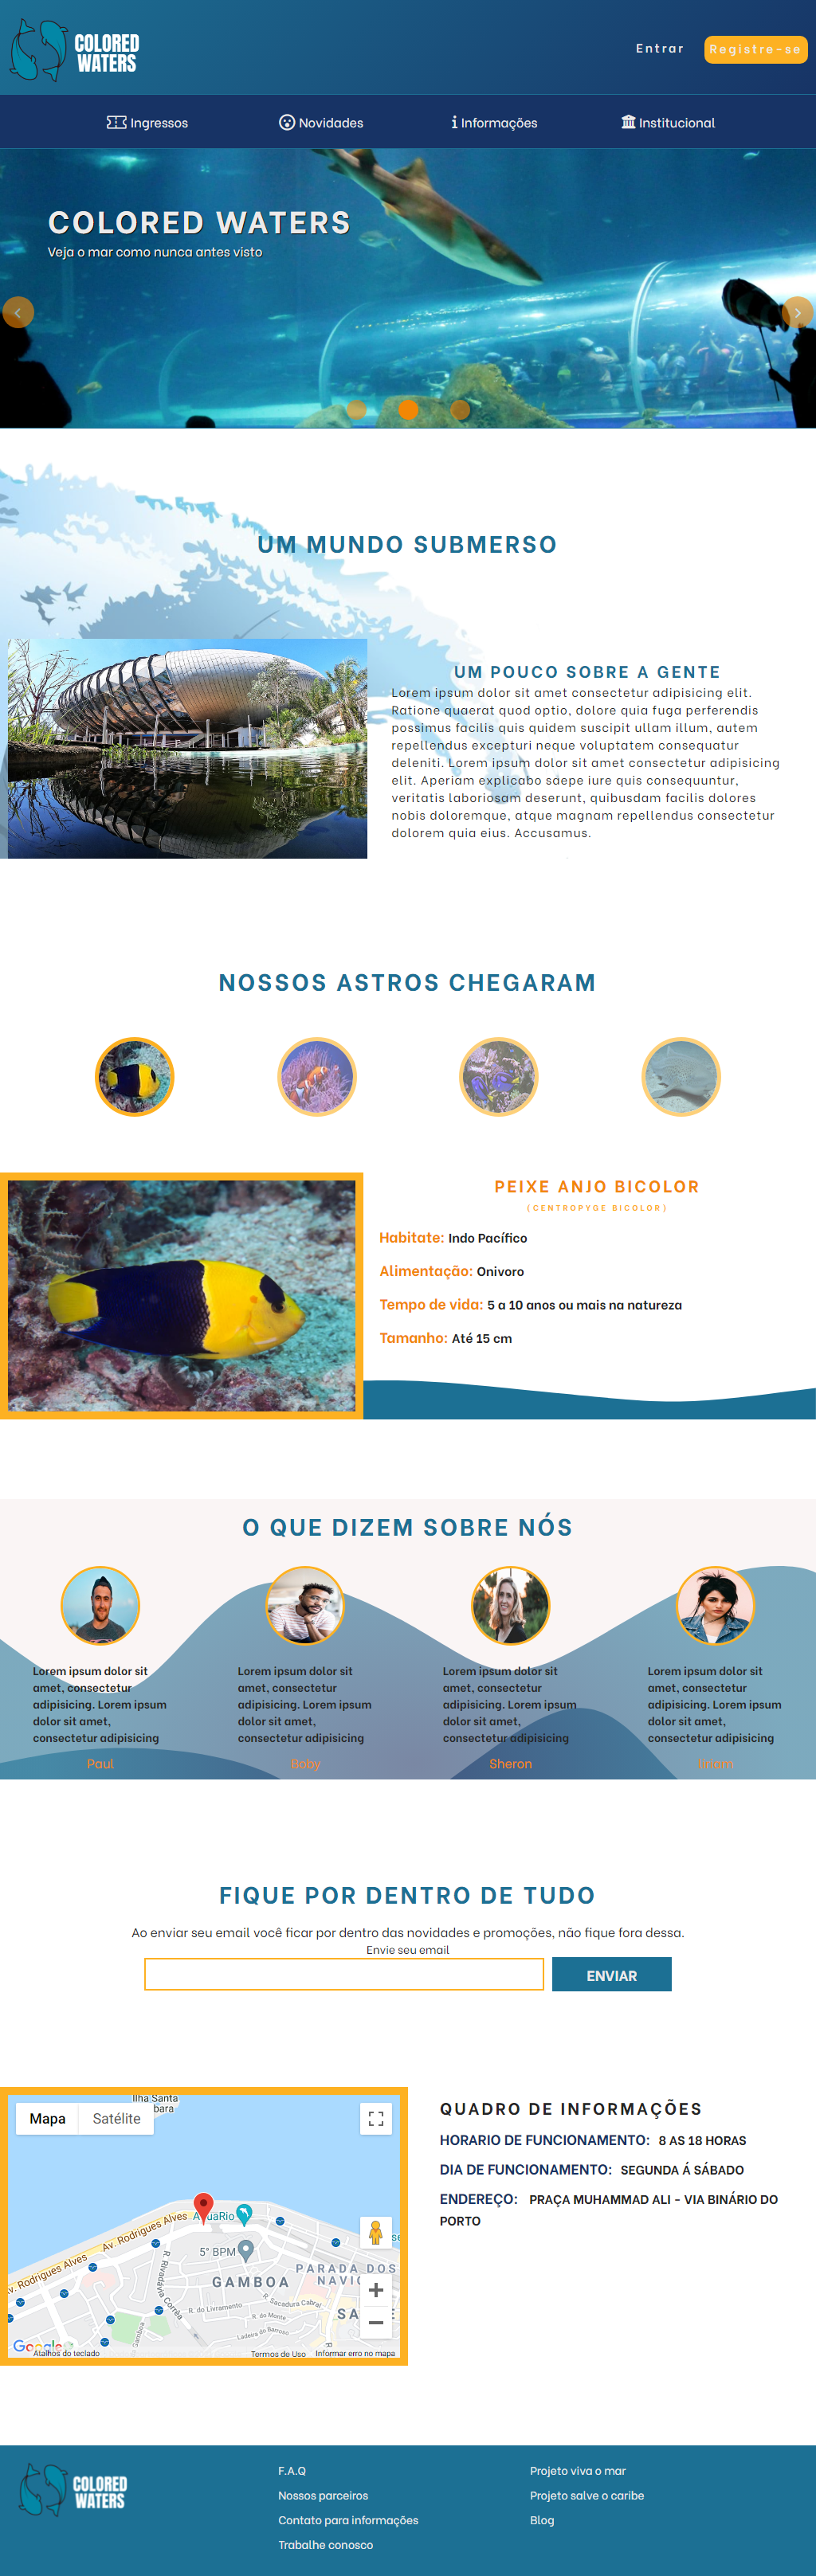 COLORED
WATERS
Entrar
Registre-se
Ingressos
Novidades
Informações
Institucional
COLORED WATERS
Veja o mar como nunca antes visto
UM MUNDO SUBMERSO
UM POUCO SOBRE A GENTE
Lorem ipsum dolor sit amet consectetur adipisicing elit.
Ratione quaerat quod optio, dolore quia fuga perferendis
possimus facilis quis quidem suscipit ullam illum, autem
repellendus excepturi neque voluptatem consequatur
deleniti. Lorem ipsum dolor sit amet consectetur adipisicing
elit. Aperiam explicabo saepe iure quis consequuntur,
veritatis laboriosam deserunt, quibusdam facilis dolores
nobis doloremque, atque magnam repellendus consectetur
dolorem quia eius. Accusamus.
NOSSOS ASTROS CHEGARAM
PEIXE ANJO BICOLOR
(CENTROPYGE BICOLOR)
Habitate: Indo Pacífico
Alimentação: Onivoro
Tempo de vida: 5 a 10 anos ou mais na natureza
Tamanho: Até 15 cm
O QUE DIZEM SOBRE NÓS
Lorem ipsum dolor sit
amet, consectetur
adipisicing. Lorem ipsum
dolor sit amet,
consectetur adipisicing
Paul
Lorem ipsum dolor sit
amet, consectetur
adipisicing. Lorem ipsum
dolor sit amet,
consectetur adipisicing
Boby
Lorem ipsum dolor sit
amet, consectetur
adipisicing. Lorem ipsum
dolor sit amet,
consectetur adipisicing
Sheron
Lorem ipsum dolor sit
amet, consectetur
adipisicing. Lorem ipsum
dolor sit amet,
consectetur adipisicing
FIQUE POR DENTRO DE TUDO
Ao enviar seu email você ficar por dentro das novidades e promoções, não fique fora dessa.
Envie seu email
ENVIAR
Ilha Santa
Mapa
Satélite
Av. Rodrigues Alves
Av. Rodrigues Alves
5° BPM
GAMBOA
PARADA DOS
R. Rivadávia Corrêa
R. do Livramento
R. Sacadura Cabral
R. do Monte
Ladeira do Barroso
Gamboa
Google
Atalhos do teclado
Termos de Uso
Informar erro no mapa
QUADRO DE INFORMAÇÕES
HORARIO DE FUNCIONAMENTO: 8 AS 18 HORAS
DIA DE FUNCIONAMENTO: SEGUNDA Á SÁBADO
ENDEREÇO: PRAÇA MUHAMMAD ALI - VIA BINÁRIO DO
PORTO
COLORED
WATERS
F.A.Q
Nossos parceiros
Contato para informações
Trabalhe conosco
Projeto viva o mar
Projeto salve o caribe
Blog